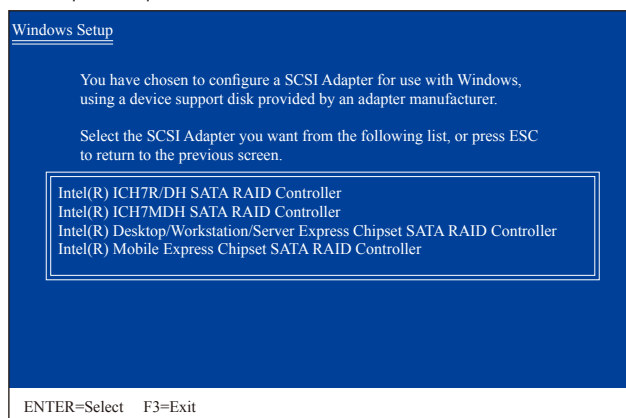 Windows Setup
You have chosen to configure a SCSI Adapter for use with Windows,
using a device support disk provided by an adapter manufacturer.
Select the SCSI Adapter you want from the following list, or press ESC
to return to the previous screen.
Intel(R) ICH7R/DH SATA RAID Controller
Intel(R) ICH7MDH SATA RAID Controller
Intel(R) Desktop/Workstation/Server Express Chipset SATA RAID Controller
Intel(R) Mobile Express Chipset SATA RAID Controller
ENTER=Select F3=Exit